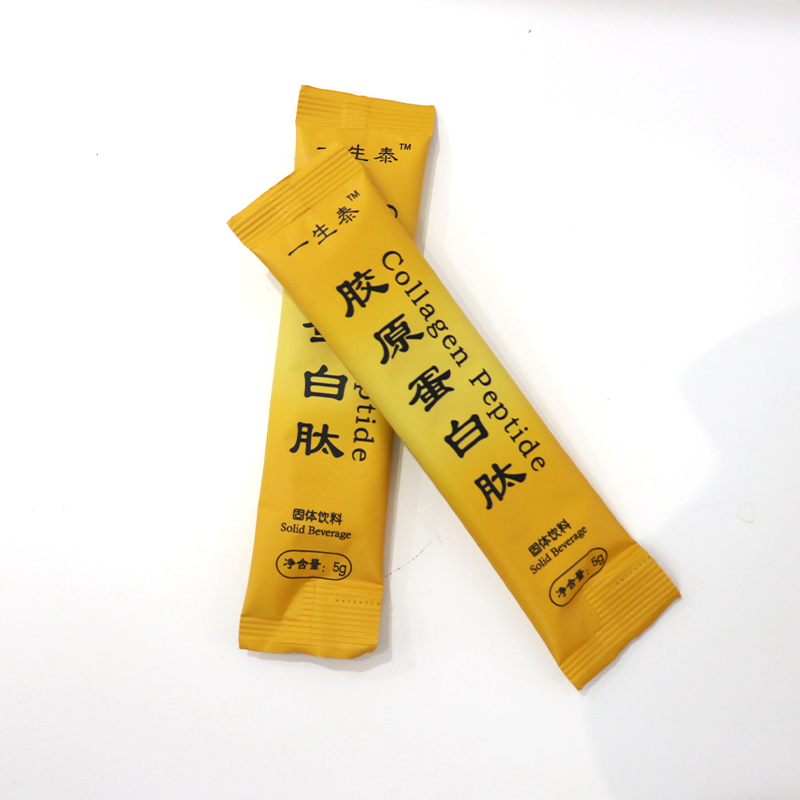 一生泰™
胶原蛋白肽
Collagen Peptide
固体饮料
Solid Beverage
净含量：5g
生泰™
白肽
ptide
固体饮料
Solid Beverage
净含量：5g